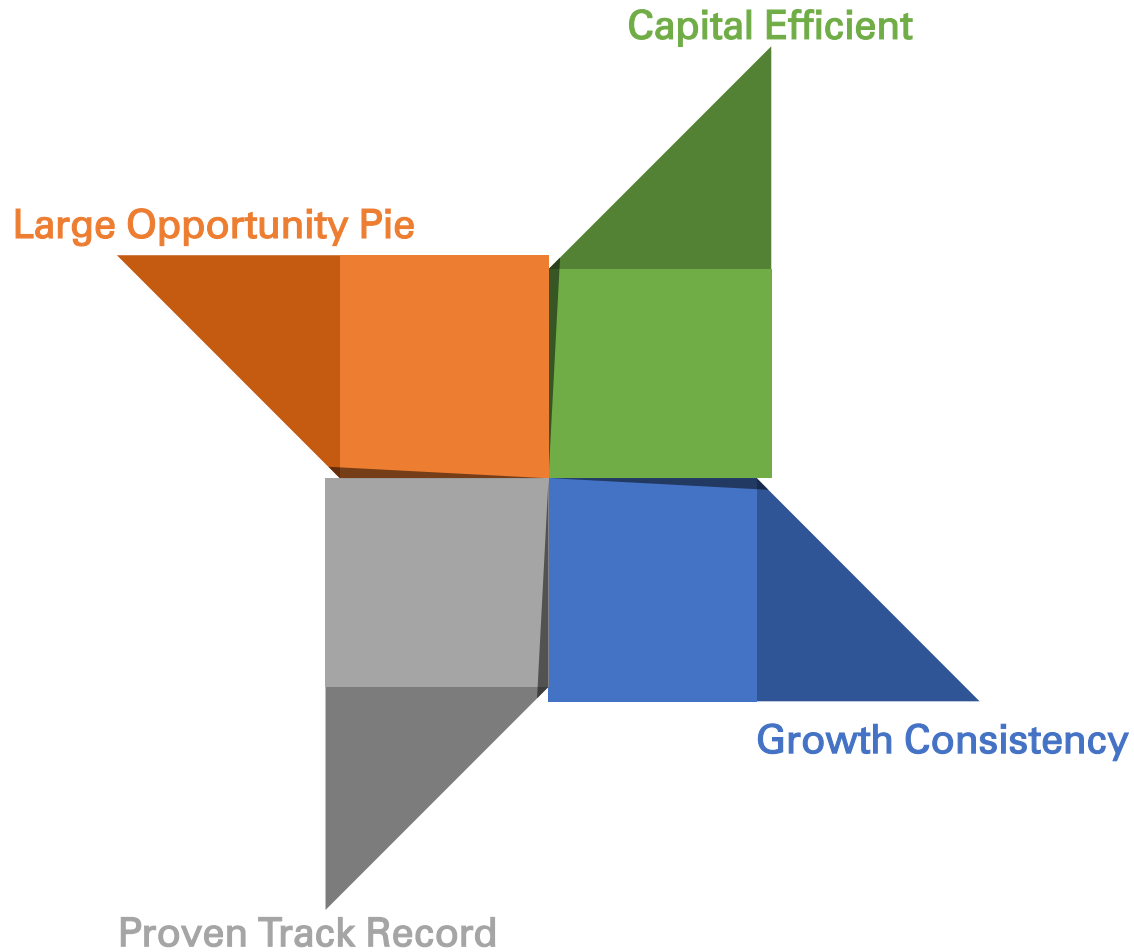 Capital Efficient
Large Opportunity Pie
Growth Consistency
Proven Track Record